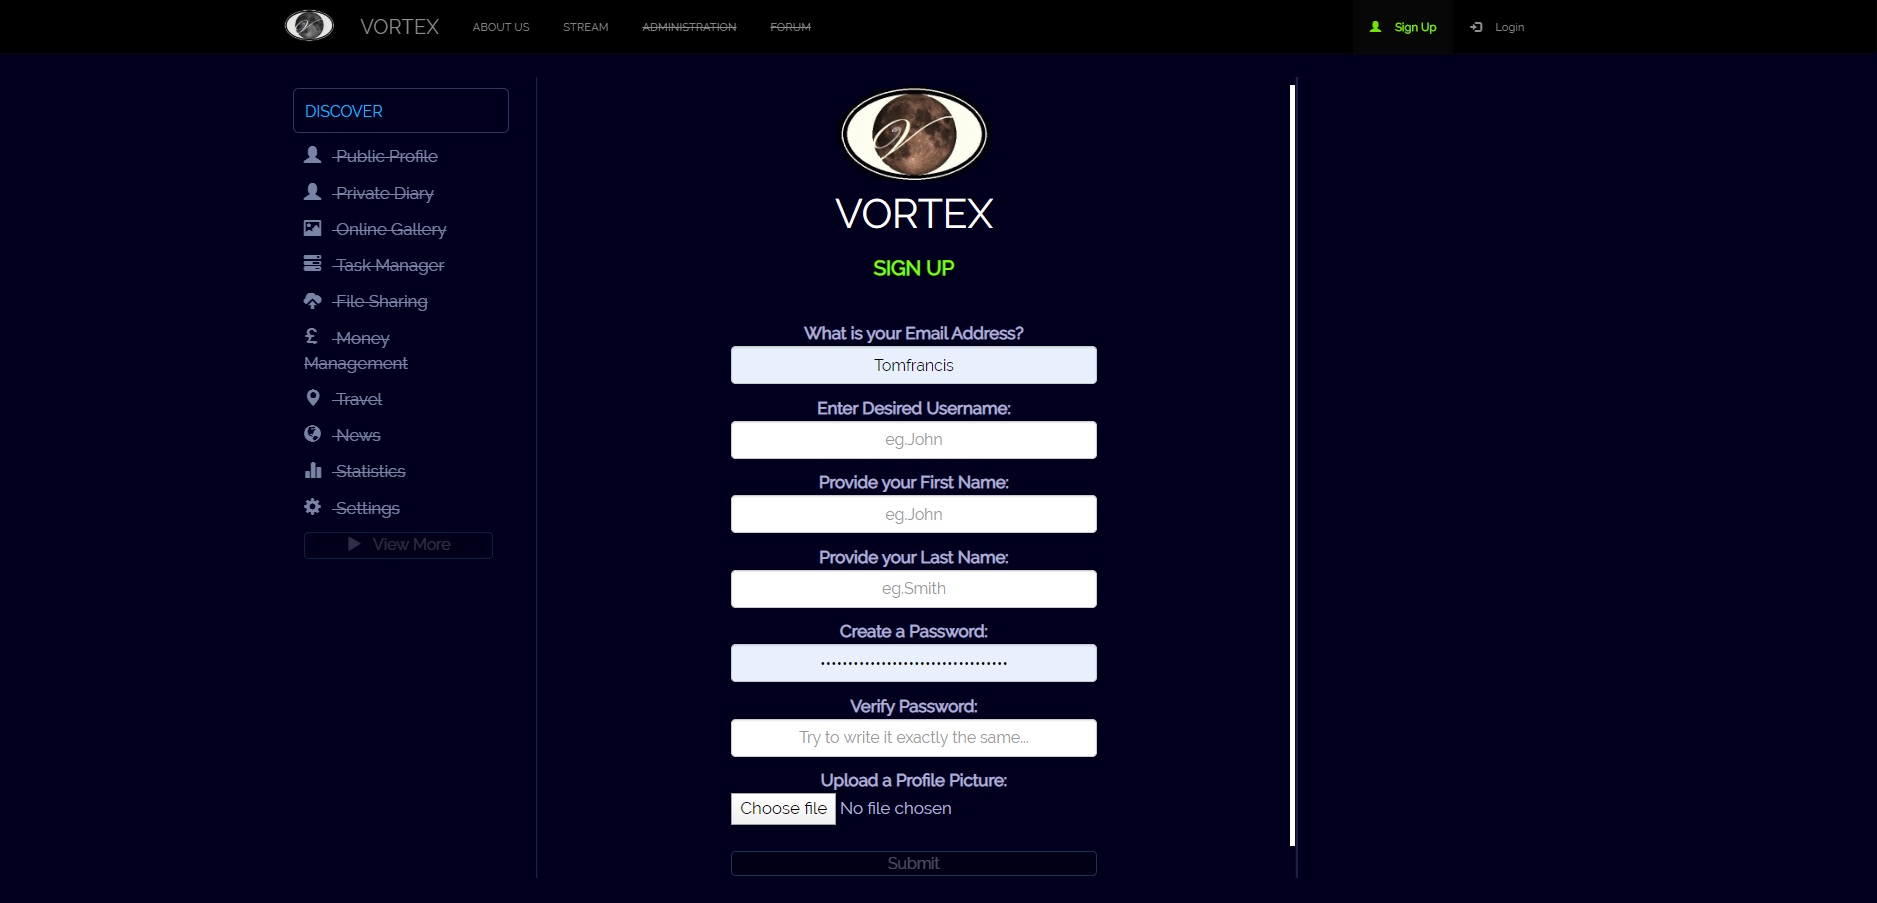 VORTEX
ABOUT US
STREAM
ADMINISTRATION
FORUM
Sign Up
Login
DISCOVER
Public Profile
Private Diary
Online Gallery
Task Manager
File Sharing
Money
Management
Travel
News
Statistics
Settings
View More
V
VORTEX
SIGN UP
What is your Email Address?
Tomfrancis
Enter Desired Username:
eg.John
Provide your First Name:
eg.John
Provide your Last Name:
eg.Smith
Create a Password:
••••••••••••••••••••••••••••••••••
Verify Password:
Try to write it exactly the same...
Upload a Profile Picture:
Choose file No file chosen
Submit